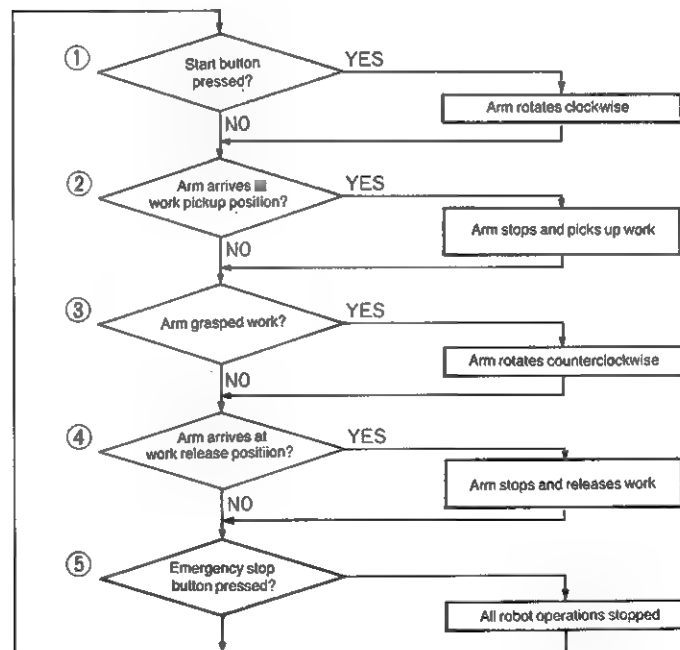 ①
Start button
pressed?
YES
Arm rotates clockwise
NO
②
Arm arrives
work pickup position?
YES
Arm stops and picks up work
NO
③
Arm grasped work?
YES
Arm rotates counterclockwise
NO
④
Arm arrives at
work release positiion?
YES
Arm stops and releases work
NO
⑤
Emergency stop
button pressed?
All robot operations stopped